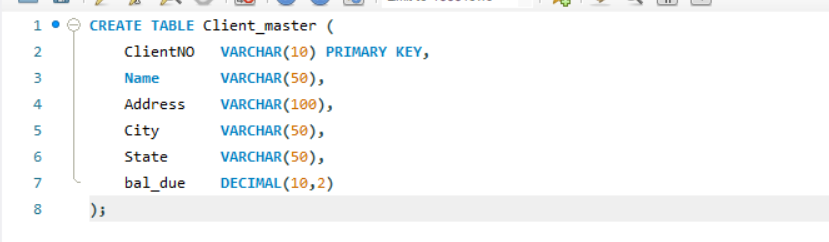 1 CREATE TABLE Client_master (
2 ClientNO VARCHAR(10) PRIMARY KEY,
3 Name VARCHAR(50),
4 Address VARCHAR(100),
5 City VARCHAR(50),
6 State VARCHAR(50),
7 bal_due DECIMAL(10,2)
8 );